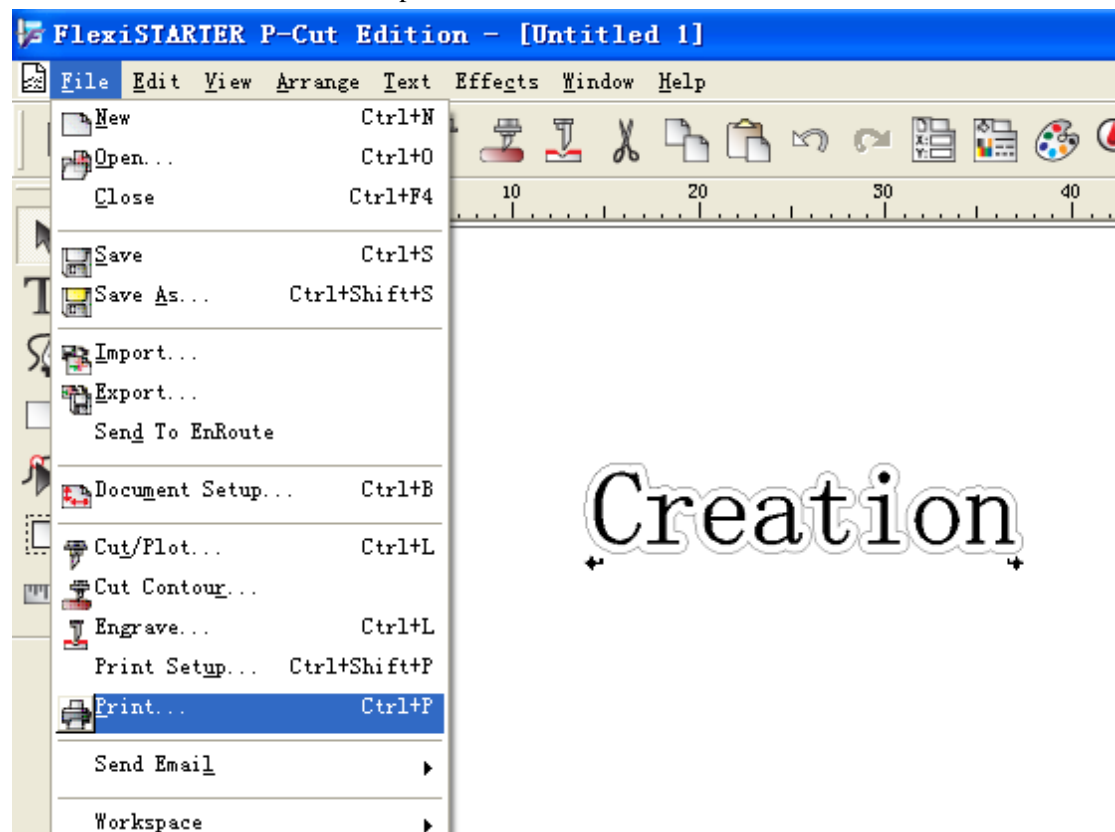 FlexiSTARTER P-Cut Edition - [Untitled 1]
File Edit View Arrange Text Effects Window Help
New Ctrl+N
Open... Ctrl+O
Close Ctrl+F4
10 20 30 40
Save Ctrl+S
Save As... Ctrl+Shift+S
Import...
Export...
Send To EnRoute
Document Setup... Ctrl+B
Creation
Cut/Plot... Ctrl+L
Cut Contour...
Engrave... Ctrl+L
Print Setup... Ctrl+Shift+P
Print... Ctrl+P
Send Email
Workspace